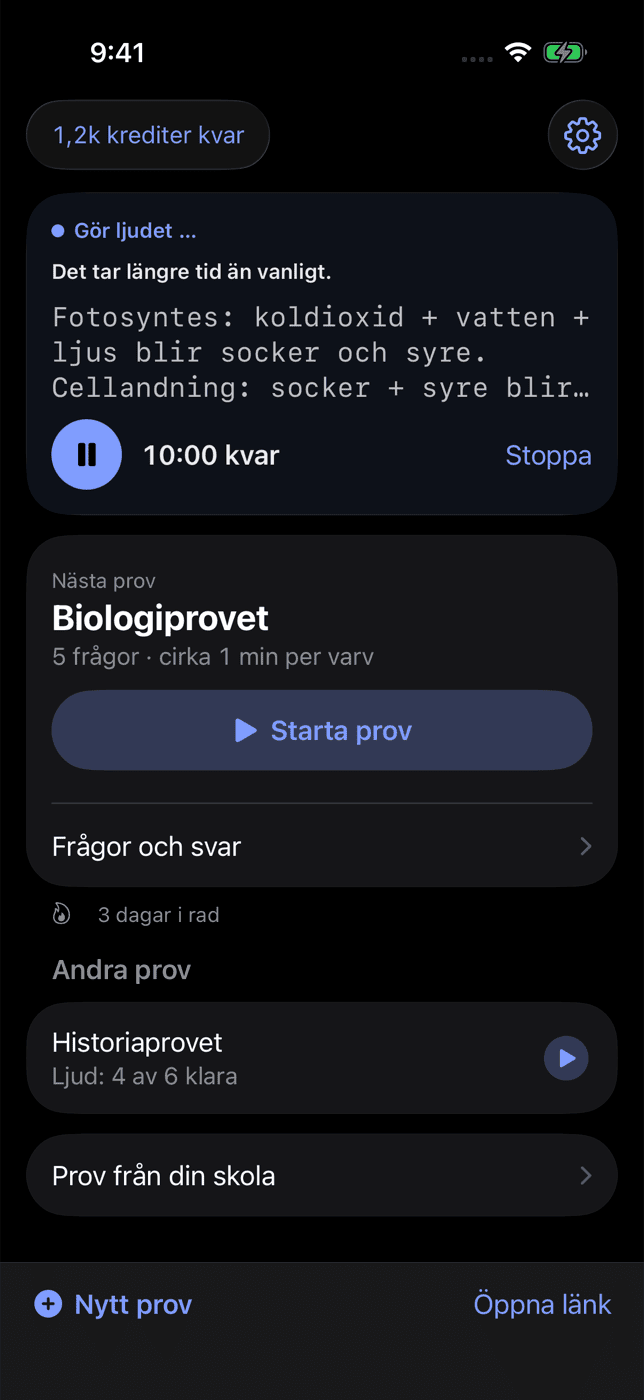 9:41
1,2k krediter kvar
Gör ljudet ...
Det tar längre tid än vanligt.
Fotosyntes: koldioxid + vatten +
ljus blir socker och syre.
Cellandning: socker + syre blir…
10:00 kvar
Stoppa
Nästa prov
Biologiprovet
5 frågor · cirka 1 min per varv
Starta prov
Frågor och svar
3 dagar i rad
Andra prov
Historiaprovet
Ljud: 4 av 6 klara
Prov från din skola
Nytt prov
Öppna länk